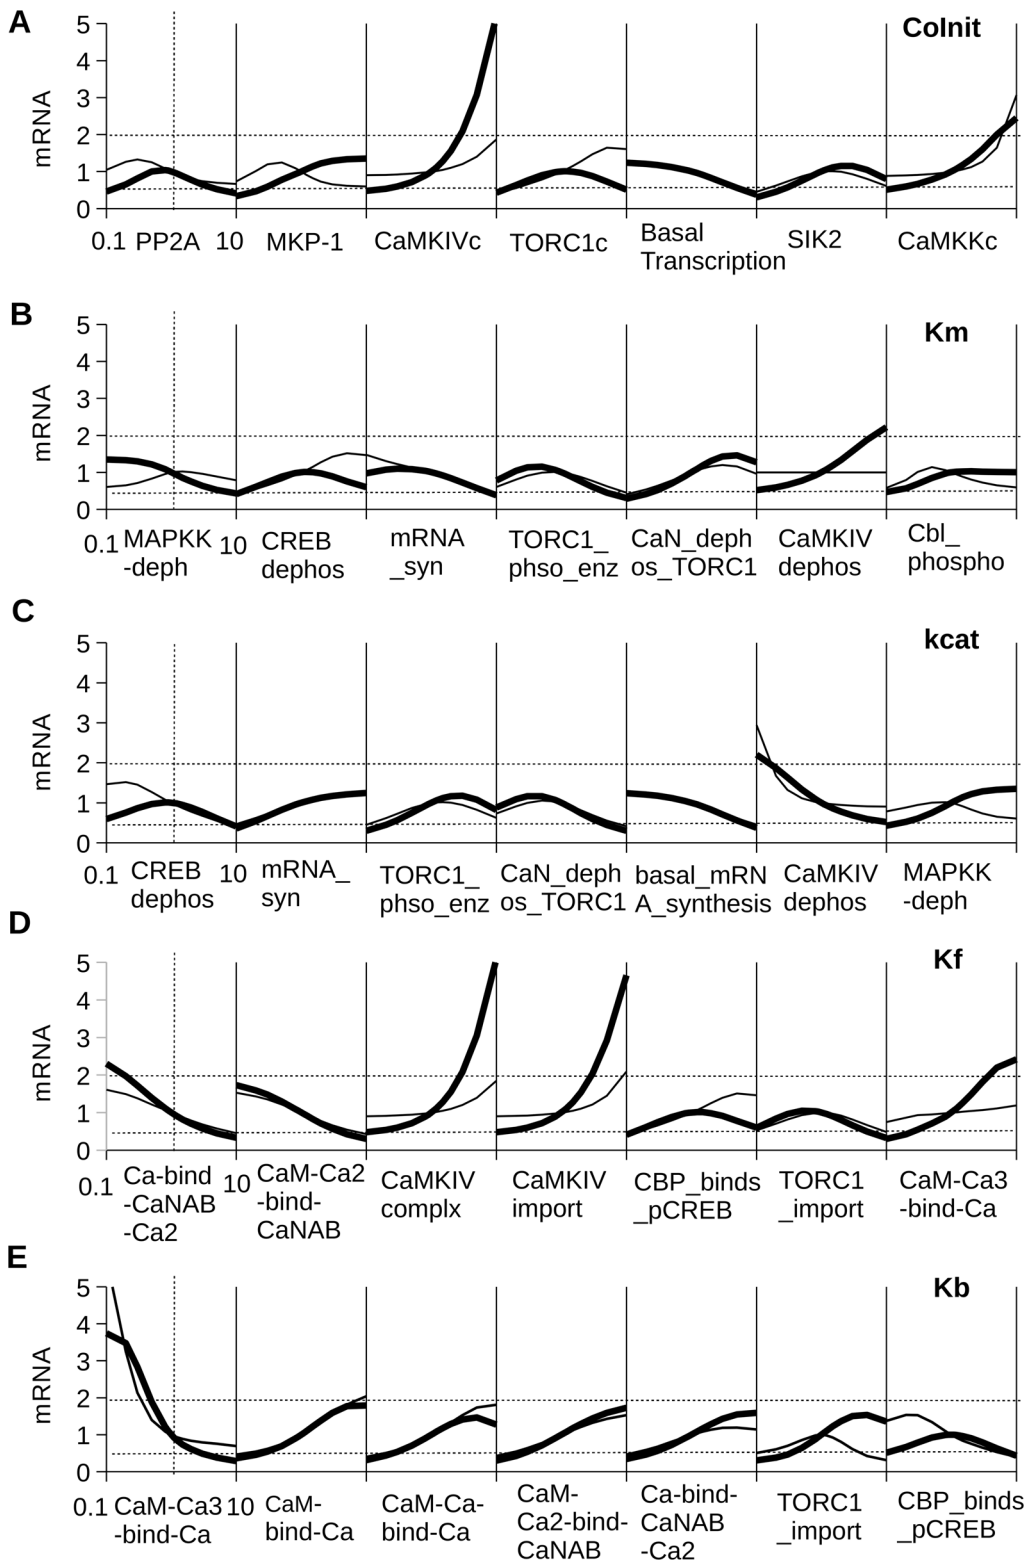 A
CoInit
mRNA
5
4
3
2
1
0
0.1 PP2A 10 MKP-1 CaMKIVc TORC1c Basal SIK2 CaMKKc
Transcription
B
Km
mRNA
5
4
3
2
1
0
0.1 MAPKK 10 CREB mRNA TORC1_ CaN_deph CaMKIV Cbl_
-deph dephos _syn phso_enz os_TORC1 dephos phospho
C
kcat
mRNA
5
4
3
2
1
0
0.1 CREB 10 mRNA_ TORC1_ CaN_deph basal_mRN CaMKIV MAPKK
dephos syn phso_enz os_TORC1 A_synthesis dephos -deph
D
Kf
mRNA
5
4
3
2
1
0
0.1 Ca-bind 10 CaM-Ca2 CaMKIV CaMKIV CBP_binds TORC1 CaM-Ca3
-CaNAB -bind- complx import _pCREB _import -bind-Ca
-Ca2 CaNAB
E
Kb
mRNA
5
4
3
2
1
0
0.1 CaM-Ca3 10 CaM- CaM-Ca- CaM- Ca-bind- TORC1 CBP_binds
-bind-Ca bind-Ca bind-Ca Ca2-bind- CaNAB _import _pCREB
CaNAB -Ca2